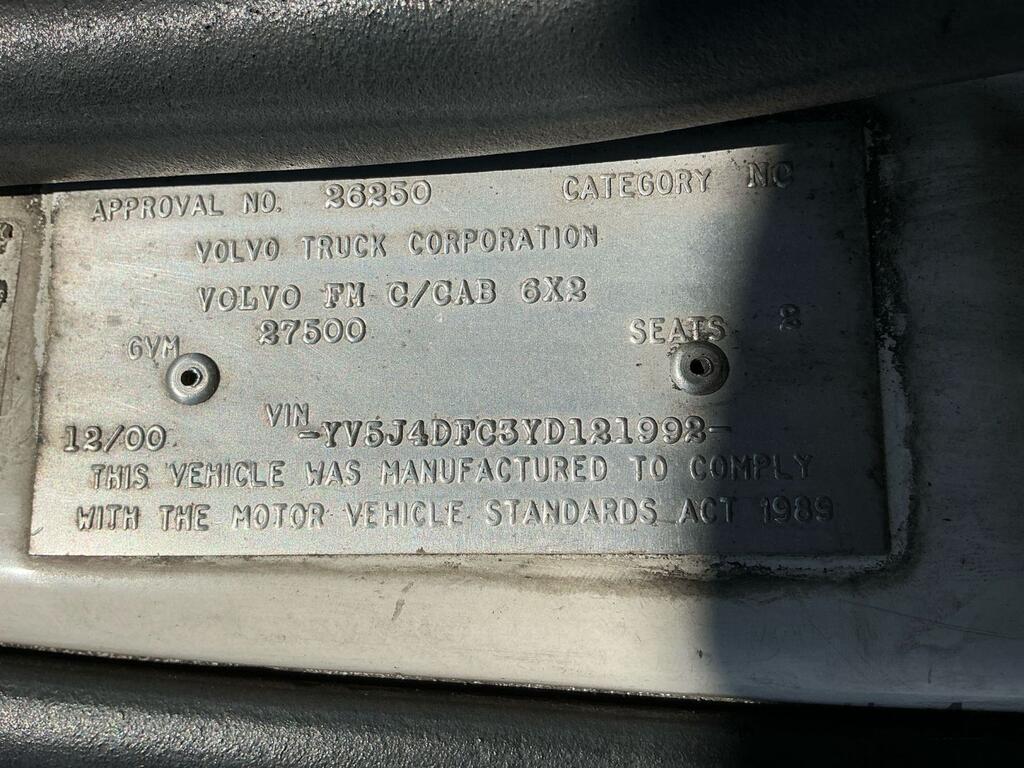 APPROVAL NO. 26250 CATEGORY NC
VOLVO TRUCK CORPORATION
VOLVO FM C/CAB 6X2
GVM 27500 SEATS 2
12/00 VIN -YV5J4DFC3YD121992-
THIS VEHICLE WAS MANUFACTURED TO COMPLY
WITH THE MOTOR VEHICLE STANDARDS ACT 1989